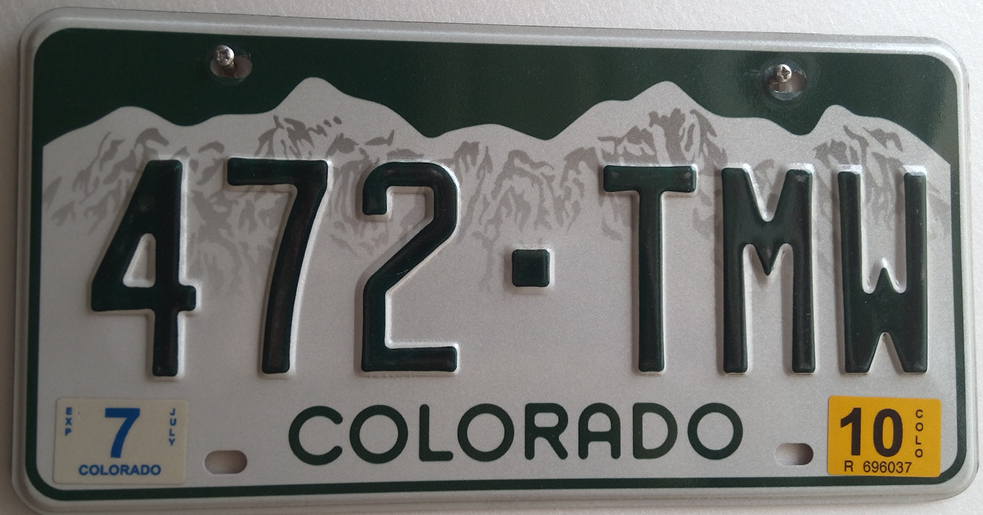 472·TMW
EXP 7 JULY
COLORADO
COLORADO
10 COLO
R 696037